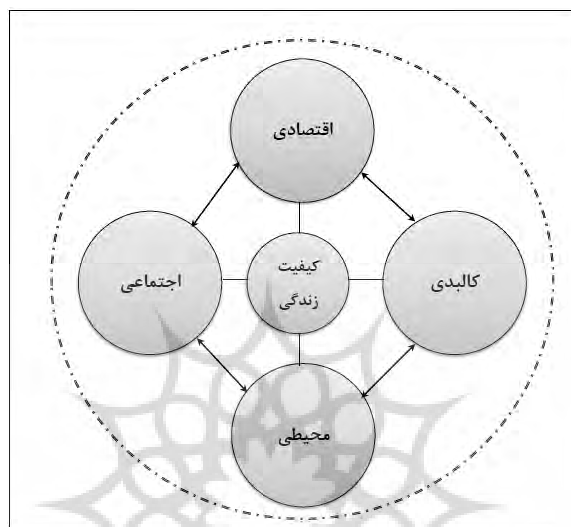 اقتصادی
کالبدی
کیفیت
زندگی
اجتماعی
محیطی